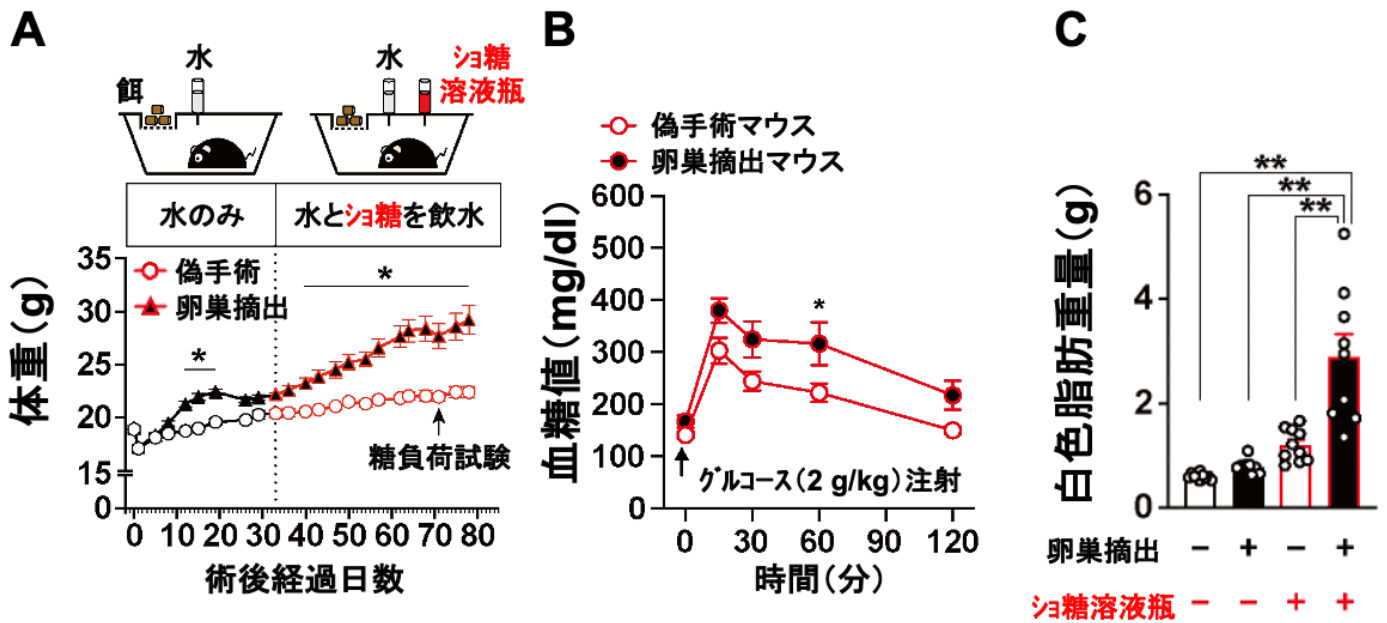 A
水
餌
水
ショ糖
溶液瓶
水のみ
水とショ糖を飲水
体重(g)
35
30
25
20
15
0
偽手術
卵巣摘出
*
*
糖負荷試験
0 10 20 30 40 50 60 70 80
術後経過日数
B
偽手術マウス
卵巣摘出マウス
血糖値(mg/dl)
600
500
400
300
200
100
0
*
グルコース(2 g/kg)注射
0 30 60 90 120
時間(分)
C
**
**
**
白色脂肪重量(g)
6
4
2
0
卵巣摘出 − + − +
ショ糖溶液瓶 − − + +